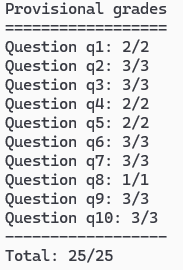 Provisional grades
==================
Question q1: 2/2
Question q2: 3/3
Question q3: 3/3
Question q4: 2/2
Question q5: 2/2
Question q6: 3/3
Question q7: 3/3
Question q8: 1/1
Question q9: 3/3
Question q10: 3/3
------------------
Total: 25/25